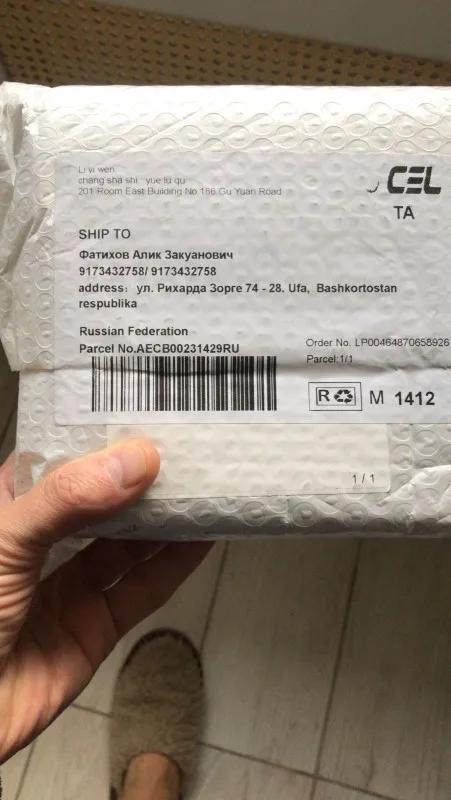 Li yi wen
chang sha shi yue lu qu
201 Room East Building No 186 Gu Yuan Road
CEL
TA
SHIP TO
Фатихов Алик Закуанович
9173432758/ 9173432758
address: ул. Рихарда Зорге 74 - 28. Ufa, Bashkortostan
respublika
Russian Federation
Parcel No.AECB00231429RU
Order No. LP00464870658926
Parcel:1/1
R M 1412
1 / 1